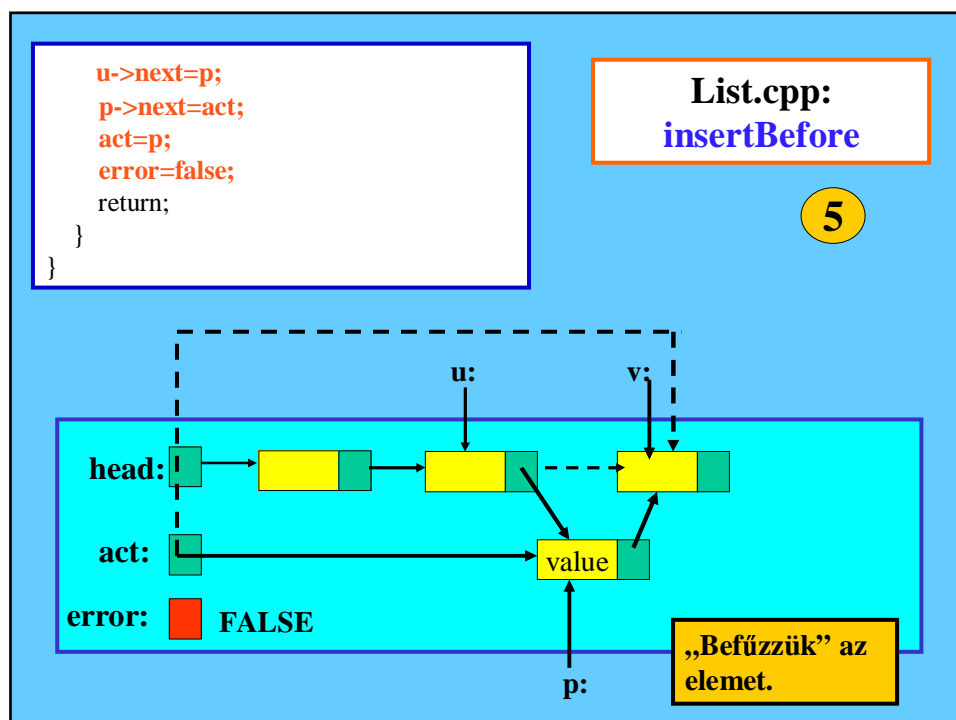 u->next=p;
p->next=act;
act=p;
error=false;
return;
}
}
List.cpp:
insertBefore
5
u:
v:
head:
act:
value
error:
FALSE
p:
„Befűzzük” az
elemet.